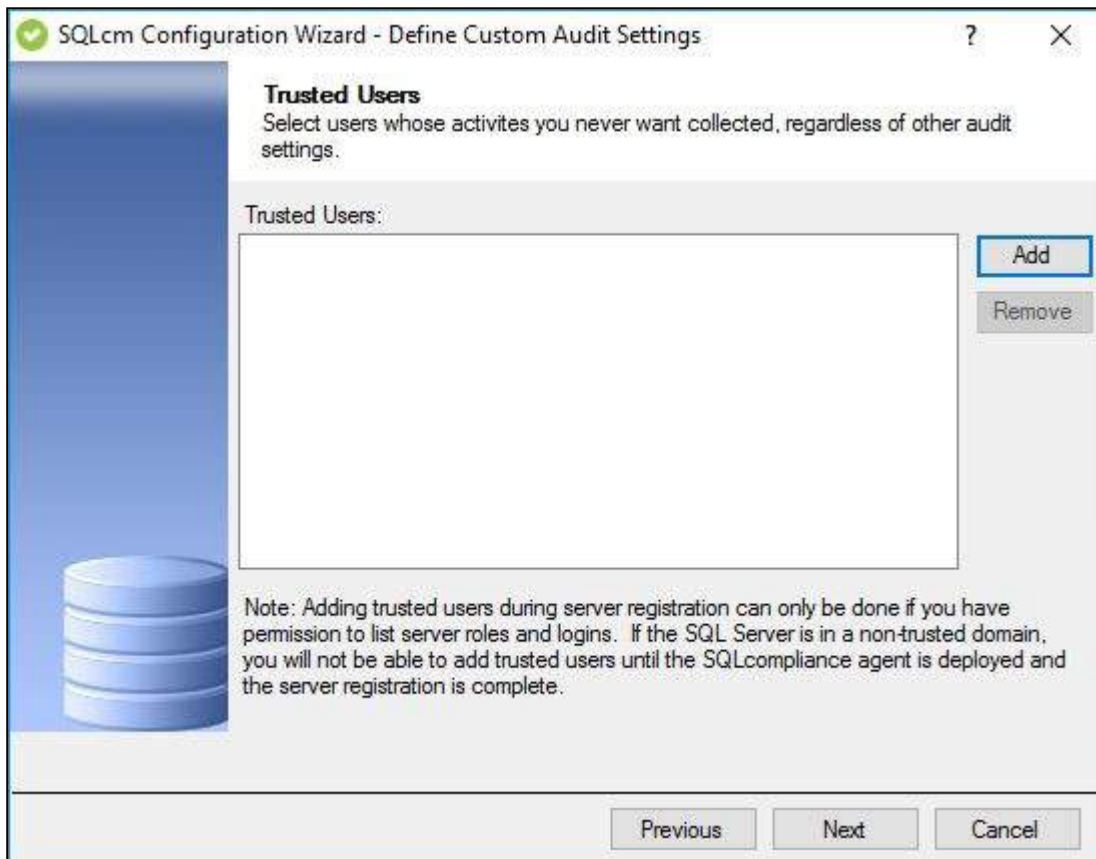 SQLcm Configuration Wizard - Define Custom Audit Settings
?
Trusted Users
Select users whose activites you never want collected, regardless of other audit
settings.
Trusted Users:
Add
Remove
Note: Adding trusted users during server registration can only be done if you have
permission to list server roles and logins. If the SQL Server is in a non-trusted domain,
you will not be able to add trusted users until the SQLcompliance agent is deployed and
the server registration is complete.
Previous
Next
Cancel